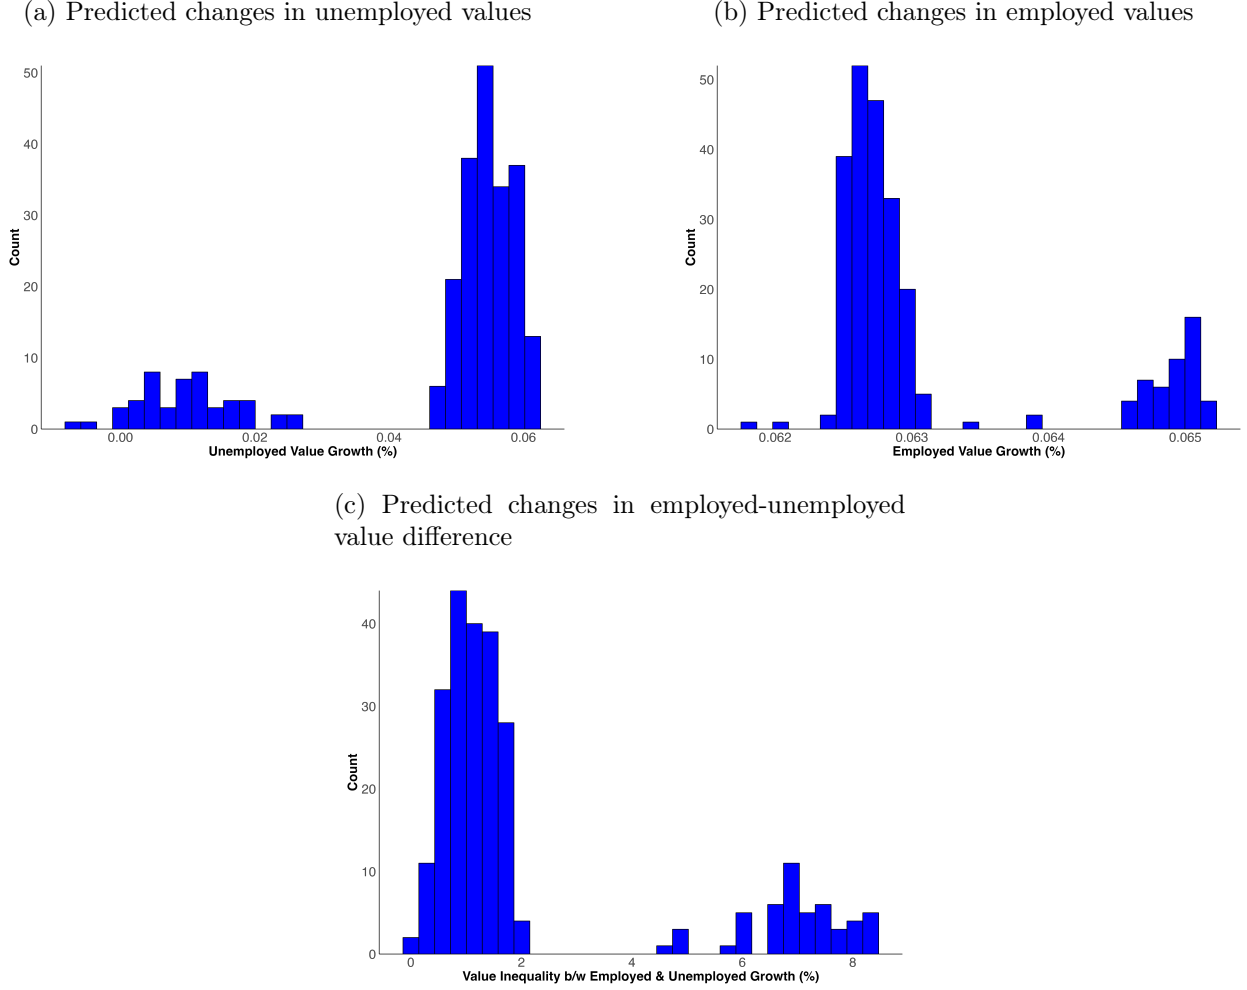 (a) Predicted changes in unemployed values
(b) Predicted changes in employed values
50
40
30
20
10
0
Count
0.00 0.02 0.04 0.06
Unemployed Value Growth (%)
50
40
30
20
10
0
Count
0.062 0.063 0.064 0.065
Employed Value Growth (%)
(c) Predicted changes in employed-unemployed
value difference
40
30
20
10
0
Count
0 2 4 6 8
Value Inequality b/w Employed & Unemployed Growth (%)